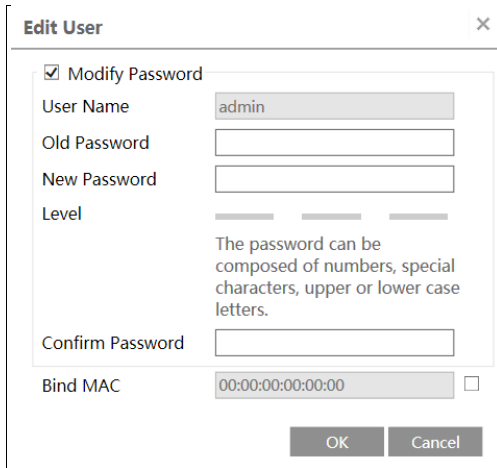 Edit User
Modify Password
User Name admin
Old Password
New Password
Level
The password can be
composed of numbers, special
characters, upper or lower case
letters.
Confirm Password
Bind MAC 00:00:00:00:00:00
OK Cancel